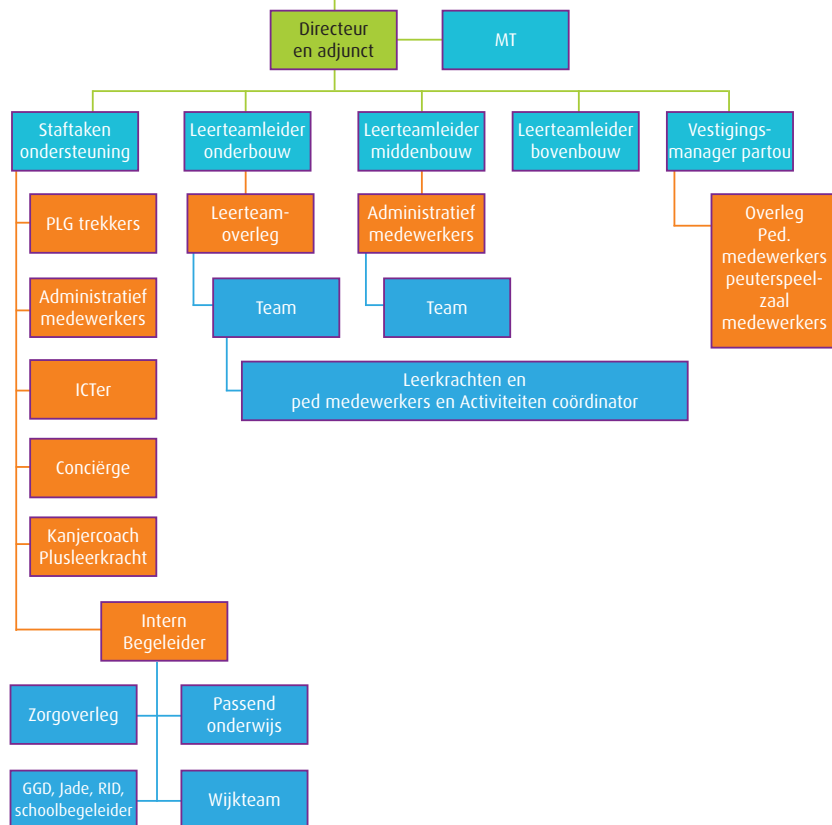 Directeur
en adjunct
MT
Staftaken
ondersteuning
Leerteamleider
onderbouw
Leerteamleider
middenbouw
Leerteamleider
bovenbouw
Vestigings-
manager partou
PLG trekkers
Leerteam-
overleg
Administratief
medewerkers
Overleg
Ped.
medewerkers
peuterspeel-
zaal
medewerkers
Administratief
medewerkers
Team
Team
ICTer
Leerkrachten en
ped medewerkers en Activiteiten coördinator
Conciërge
Kanjercoach
Plusleerkracht
Intern
Begeleider
Zorgoverleg
Passend
onderwijs
GGD, Jade, RID,
schoolbegeleider
Wijkteam